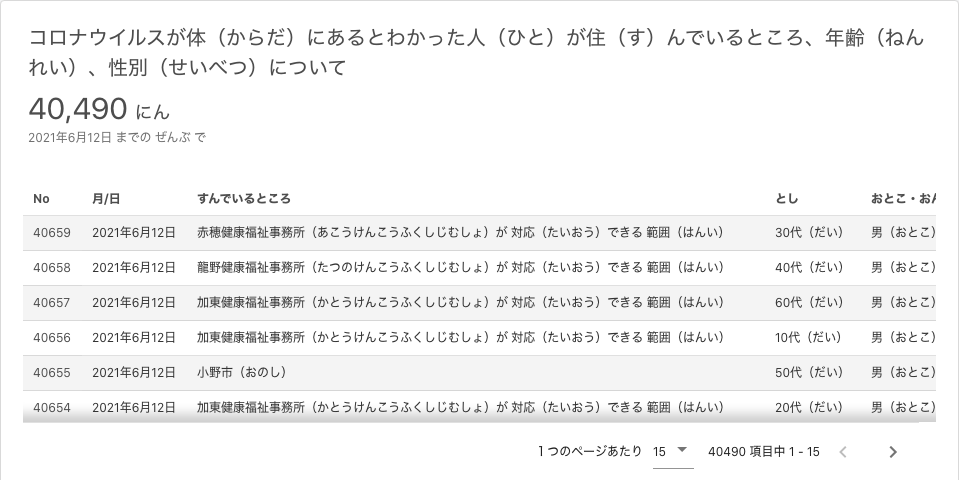 コロナウイルスが体（からだ）にあるとわかった人（ひと）が住（す）んでいるところ、年齢（ねん
れい）、性別（せいべつ）について
40,490 にん
2021年6月12日 までの ぜんぶ で
No 月/日 すんでいるところ とし おとこ・おん
40659 2021年6月12日 赤穂健康福祉事務所（あこうけんこうふくしじむしょ）が 対応（たいおう）できる 範囲（はんい） 30代（だい） 男（おとこ）
40658 2021年6月12日 龍野健康福祉事務所（たつのけんこうふくしじむしょ）が 対応（たいおう）できる 範囲（はんい） 40代（だい） 男（おとこ）
40657 2021年6月12日 加東健康福祉事務所（かとうけんこうふくしじむしょ）が 対応（たいおう）できる 範囲（はんい） 60代（だい） 男（おとこ）
40656 2021年6月12日 加東健康福祉事務所（かとうけんこうふくしじむしょ）が 対応（たいおう）できる 範囲（はんい） 10代（だい） 男（おとこ）
40655 2021年6月12日 小野市（おのし） 50代（だい） 男（おとこ）
40654 2021年6月12日 加東健康福祉事務所（かとうけんこうふくしじむしょ）が 対応（たいおう）できる 範囲（はんい） 20代（だい） 男（おとこ）
1 つのページあたり 15 40490 項目中 1 - 15